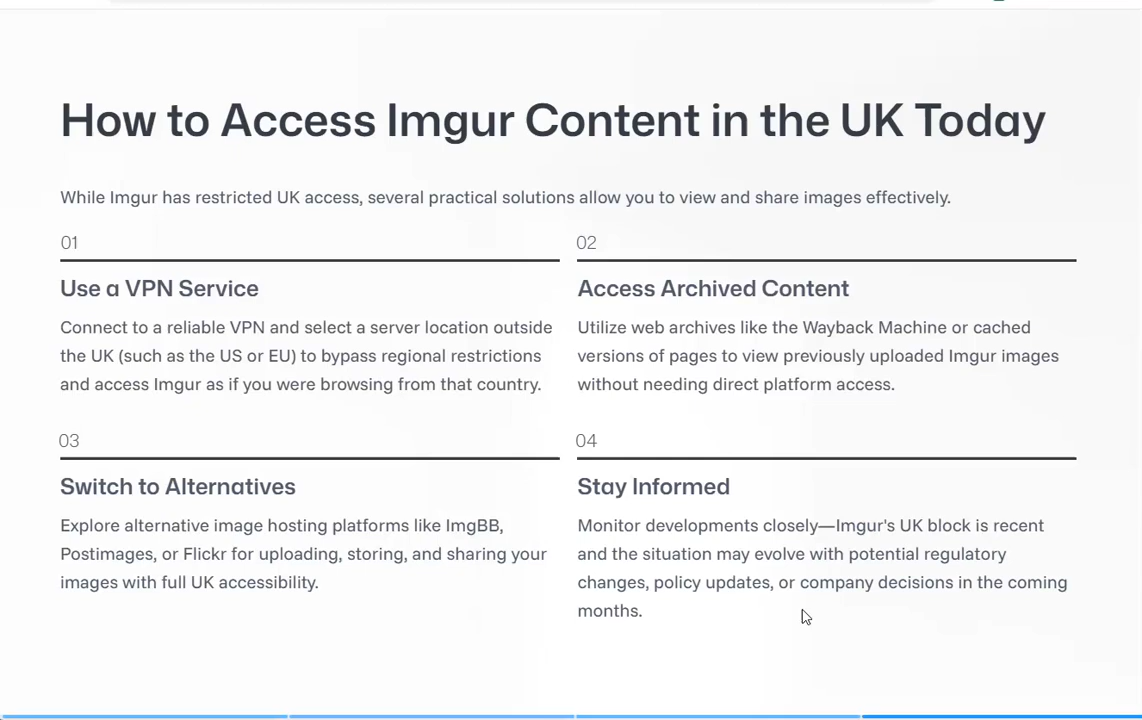 How to Access Imgur Content in the UK Today
While Imgur has restricted UK access, several practical solutions allow you to view and share images effectively.
01
Use a VPN Service
Connect to a reliable VPN and select a server location outside
the UK (such as the US or EU) to bypass regional restrictions
and access Imgur as if you were browsing from that country.
02
Access Archived Content
Utilize web archives like the Wayback Machine or cached
versions of pages to view previously uploaded Imgur images
without needing direct platform access.
03
Switch to Alternatives
Explore alternative image hosting platforms like ImgBB,
Postimages, or Flickr for uploading, storing, and sharing your
images with full UK accessibility.
04
Stay Informed
Monitor developments closely—Imgur's UK block is recent
and the situation may evolve with potential regulatory
changes, policy updates, or company decisions in the coming
months.